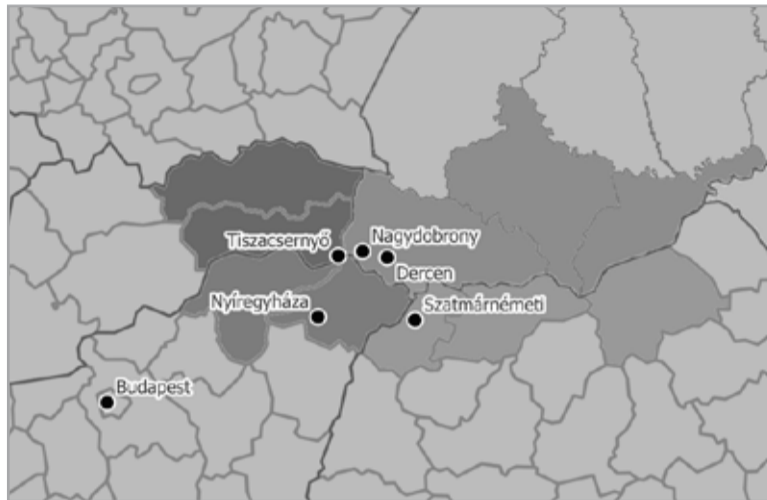 Tiszacsernyő
Nagydobrony
Dercen
Nyíregyháza
Szatmárnémeti
Budapest